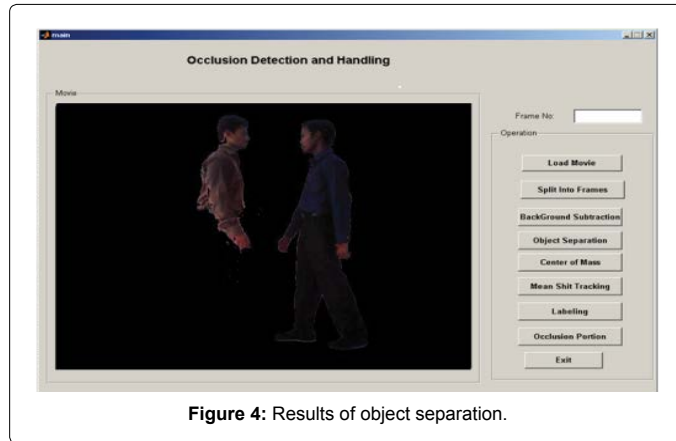 main
Occlusion Detection and Handling
Movie
Frame No:
Operation
Load Movie
Split Into Frames
BackGround Subtraction
Object Separation
Center of Mass
Mean Shit Tracking
Labeling
Occlusion Portion
Exit
Figure 4: Results of object separation.